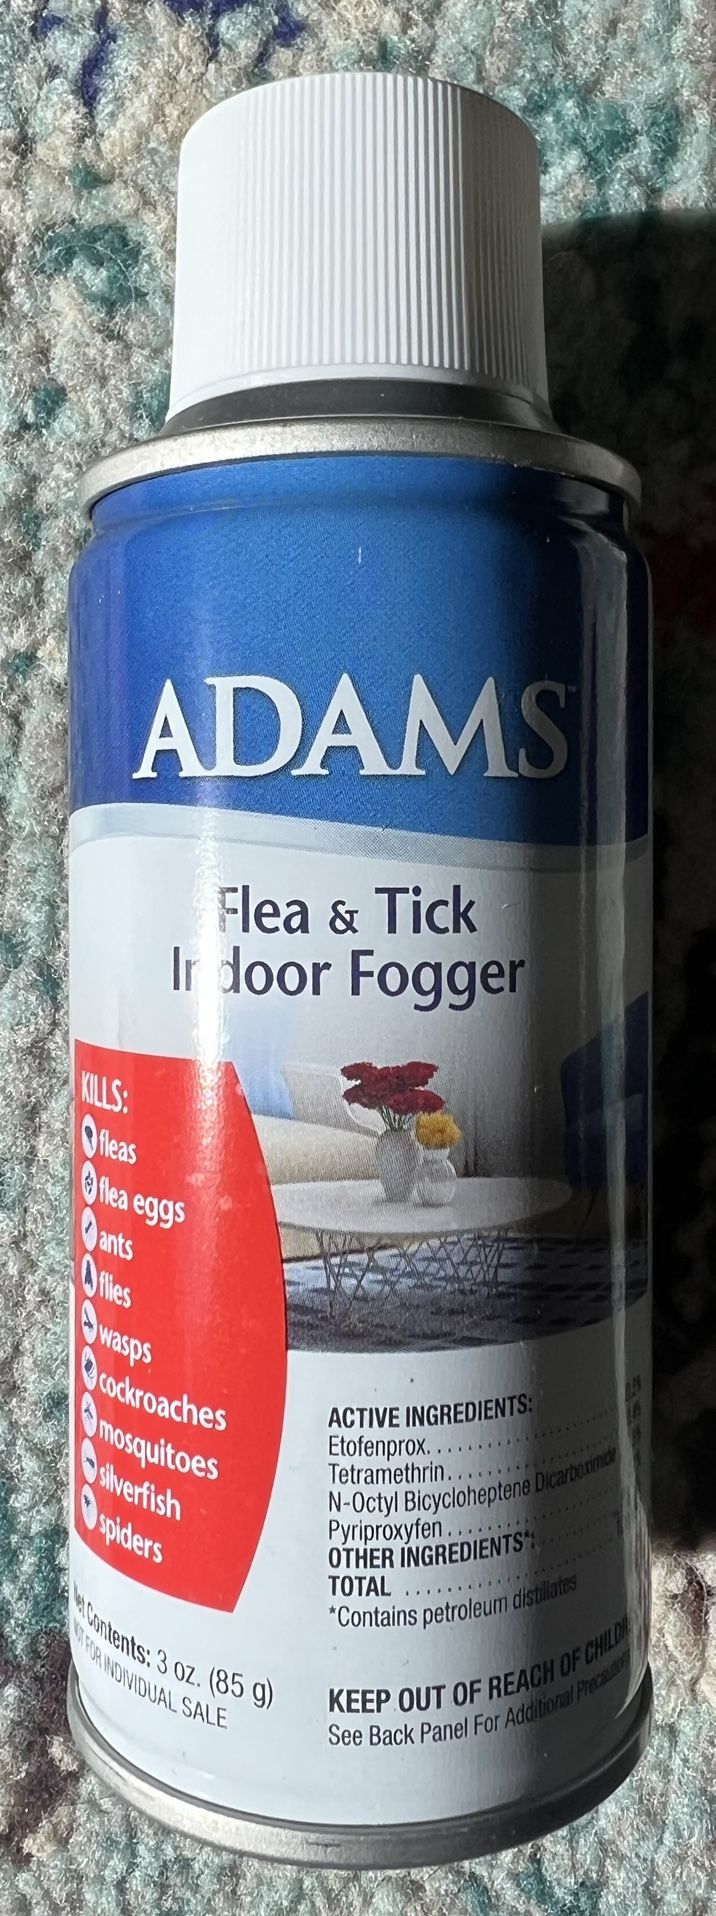 ADAMS
Flea & Tick
Indoor Fogger
KILLS:
fleas
flea eggs
ants
flies
wasps
cockroaches
mosquitoes
silverfish
spiders
ACTIVE INGREDIENTS:
Etofenprox
Tetramethrin
N-Octyl Bicycloheptene Dicarboximide
Pyriproxyfen
OTHER INGREDIENTS*
TOTAL
*Contains petroleum distillates
Net Contents: 3 oz. (85 g)
NOT FOR INDIVIDUAL SALE
KEEP OUT OF REACH OF
See Back Panel For Additional Precautions